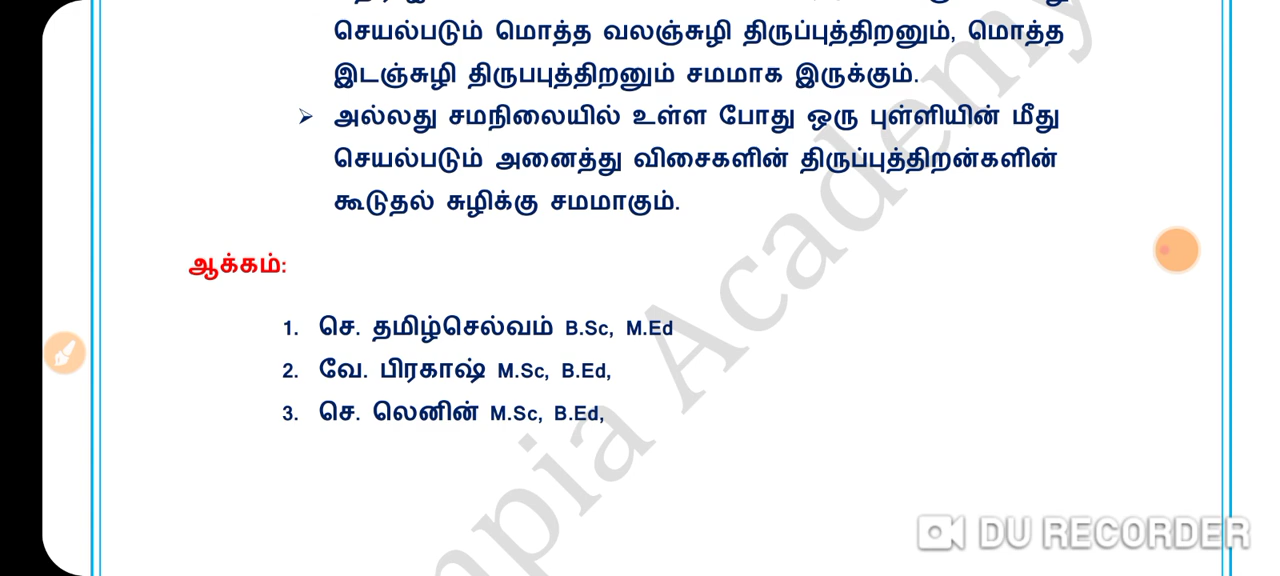 செயல்படும் மொத்த வலஞ்சுழி திருப்புத்திறனும், மொத்த
இடஞ்சுழி திருபபுத்திறனும் சமமாக இருக்கும்.
➢ அல்லது சமநிலையில் உள்ள போது ஒரு புள்ளியின் மீது
செயல்படும் அனைத்து விசைகளின் திருப்புத்திறன்களின்
கூடுதல் சுழிக்கு சமமாகும்.
ஆக்கம்:
1. செ. தமிழ்செல்வம் B.Sc, M.Ed
2. வே. பிரகாஷ் M.Sc, B.Ed,
3. செ. லெனின் M.Sc, B.Ed,
mpia Academy
DU RECORDER